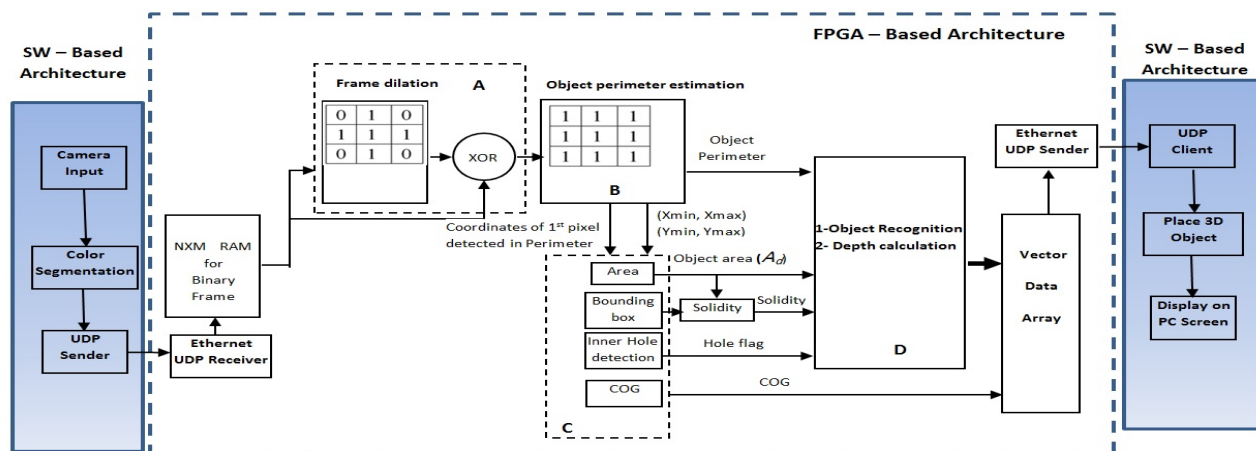 SW – Based
Architecture
Camera
Input
Color
Segmentation
UDP
Sender
FPGA – Based Architecture
NXM RAM
for
Binary
Frame
Ethernet
UDP Receiver
Frame dilation
A
0 1 0
1 1 1
0 1 0
XOR
Object perimeter estimation
1 1 1
1 1 1
1 1 1
B
Object
Perimeter
Coordinates of 1st pixel
detected in Perimeter
(Xmin, Xmax)
(Ymin, Ymax)
Area
Object area (A_d)
Bounding
box
Solidity
Solidity
Inner Hole
detection
Hole flag
COG
COG
C
1-Object Recognition
2- Depth calculation
D
Vector
Data
Array
Ethernet
UDP Sender
SW – Based
Architecture
UDP
Client
Place 3D
Object
Display on
PC Screen